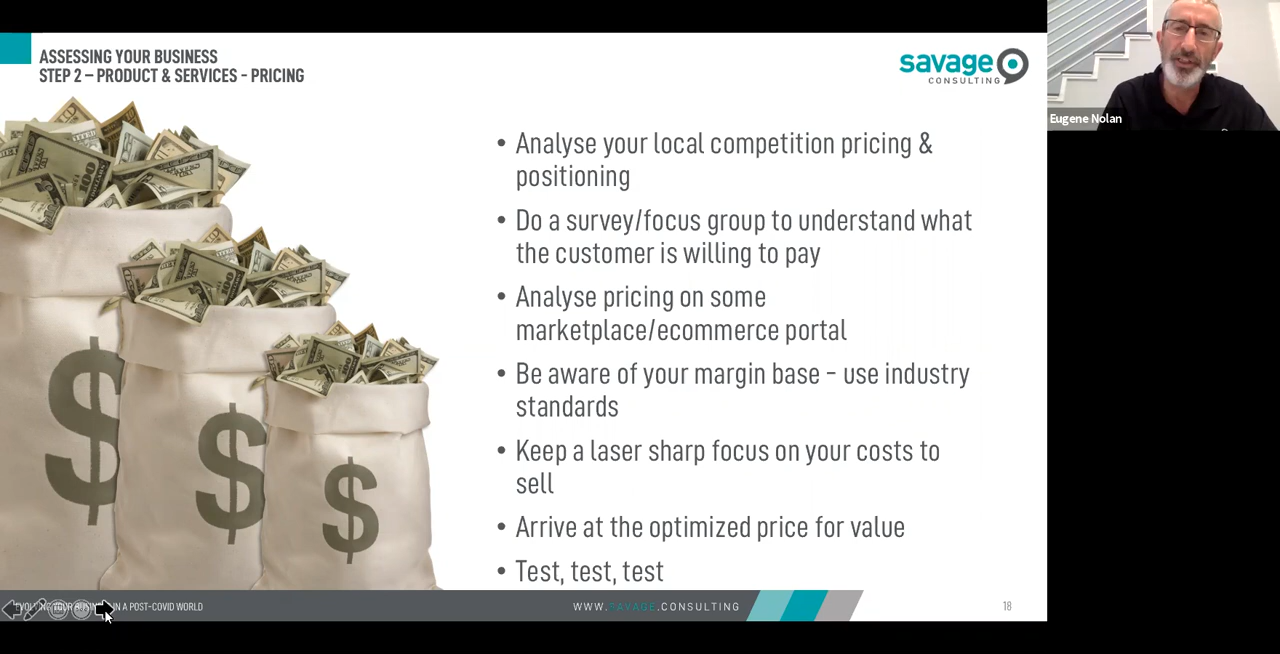 ASSESSING YOUR BUSINESS
STEP 2 – PRODUCT & SERVICES - PRICING
savage
CONSULTING
Eugene Nolan
• Analyse your local competition pricing &
positioning
• Do a survey/focus group to understand what
the customer is willing to pay
• Analyse pricing on some
marketplace/ecommerce portal
• Be aware of your margin base – use industry
standards
• Keep a laser sharp focus on your costs to
sell
• Arrive at the optimized price for value
• Test, test, test
$
$
$
IN A POST-COVID WORLD
WWW.SAVAGE.CONSULTING
18